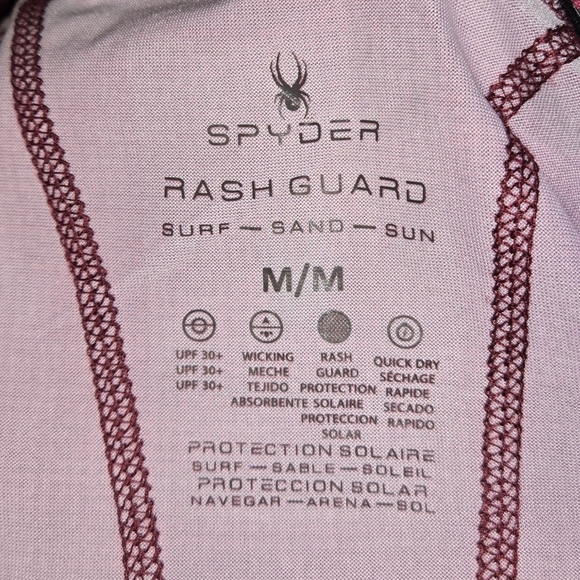 SPYDER
RASH GUARD
SURF — SAND — SUN
M/M
UPF 30+ WICKING RASH QUICK DRY
UPF 30+ MECHE GUARD SÉCHAGE
UPF 30+ TEJIDO PROTECTION RAPIDE
ABSORBENTE SOLAIRE SECADO
PROTECCION RAPIDO
SOLAR
PROTECTION SOLAIRE
SURF — SABLE — SOLEIL
PROTECCION SOLAR
NAVEGAR — ARENA — SOL